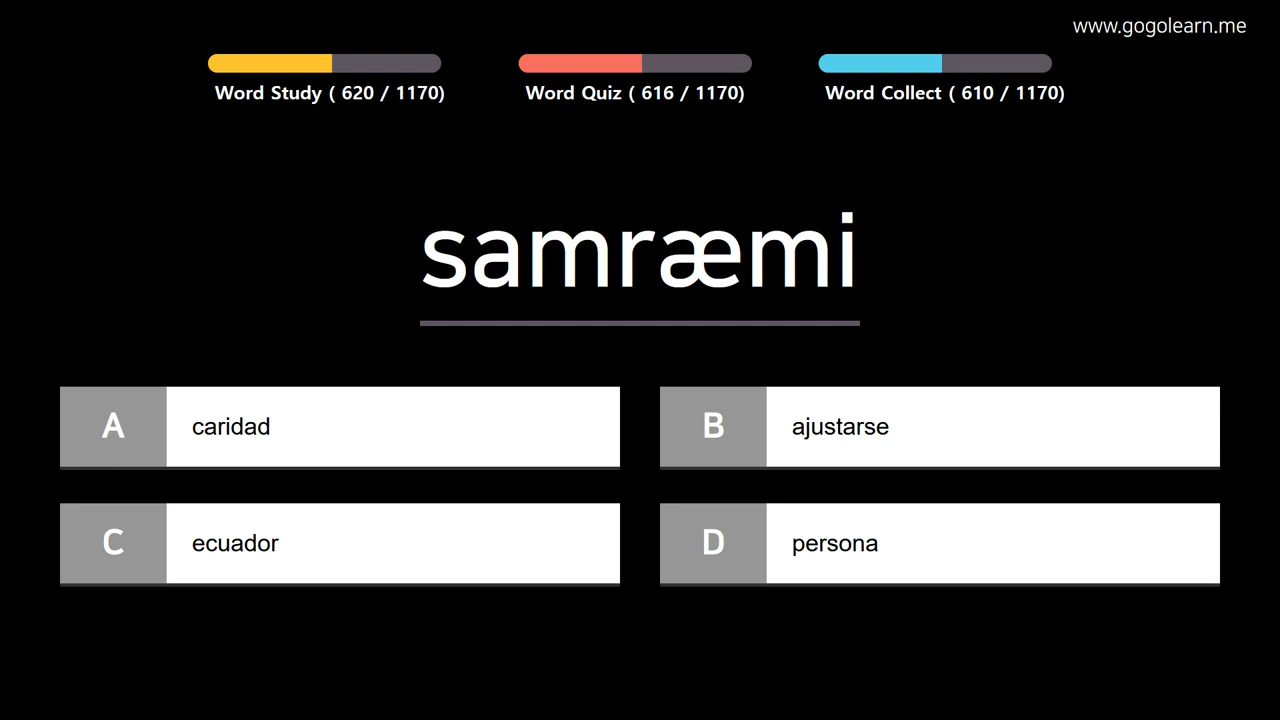 www.gogolearn.me
Word Study ( 620 / 1170)
Word Quiz ( 616 / 1170)
Word Collect ( 610 / 1170)
samræmi
A
caridad
B
ajustarse
C
ecuador
D
persona